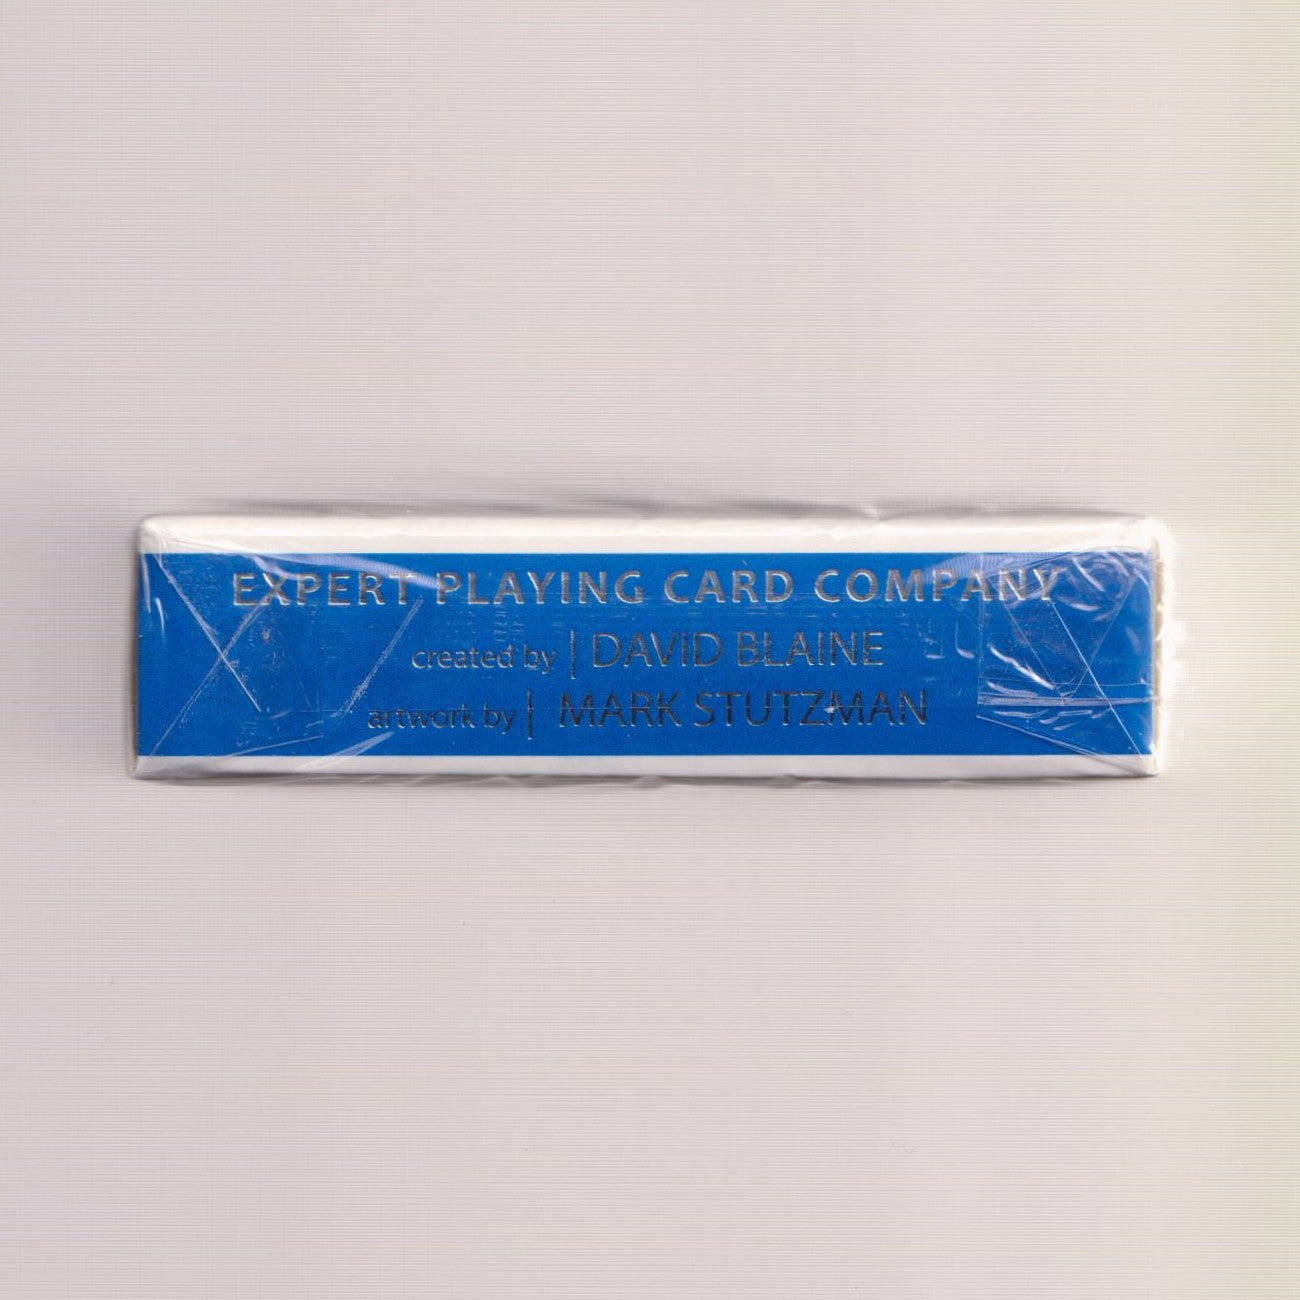 EXPERT PLAYING CARD COMPANY
created by | DAVID BLAINE
artwork by | MARK STUTZMAN